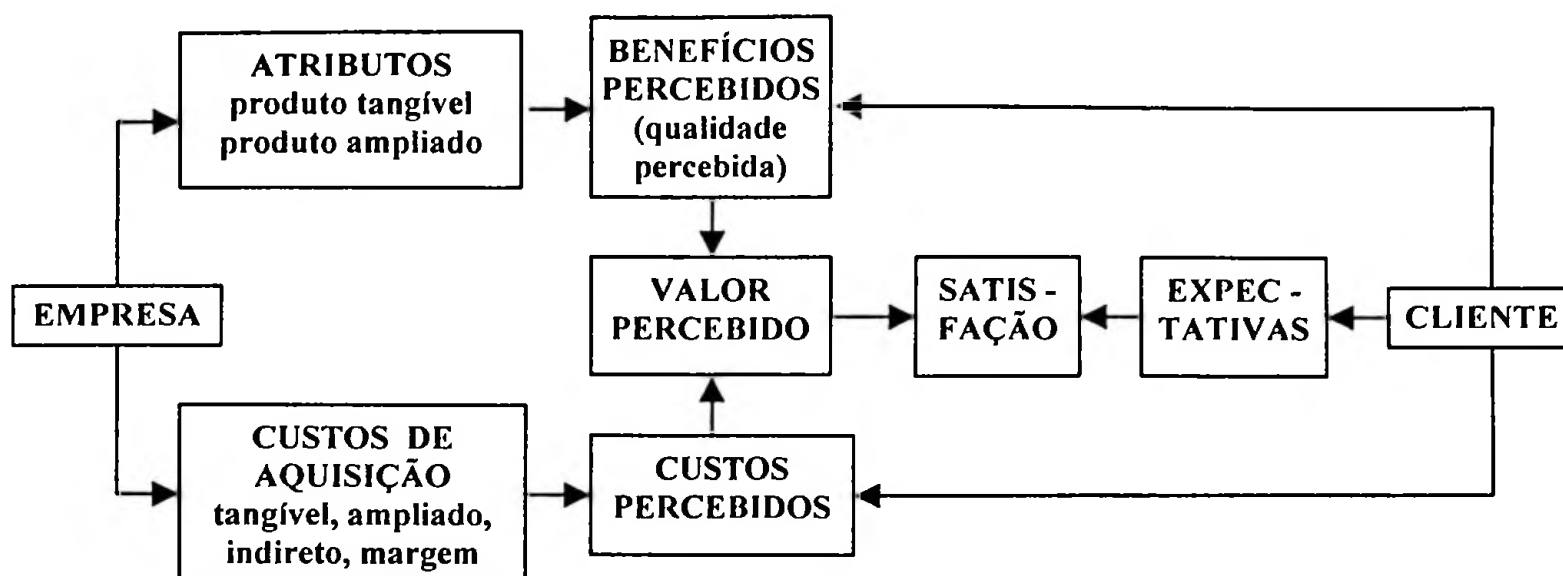 ATRIBUTOS
produto tangível
produto ampliado
BENEFÍCIOS
PERCEBIDOS
(qualidade
percebida)
EMPRESA
VALOR
PERCEBIDO
SATIS -
FAÇÃO
EXPEC -
TATIVAS
CLIENTE
CUSTOS DE
AQUISIÇÃO
tangível, ampliado,
indireto, margem
CUSTOS
PERCEBIDOS